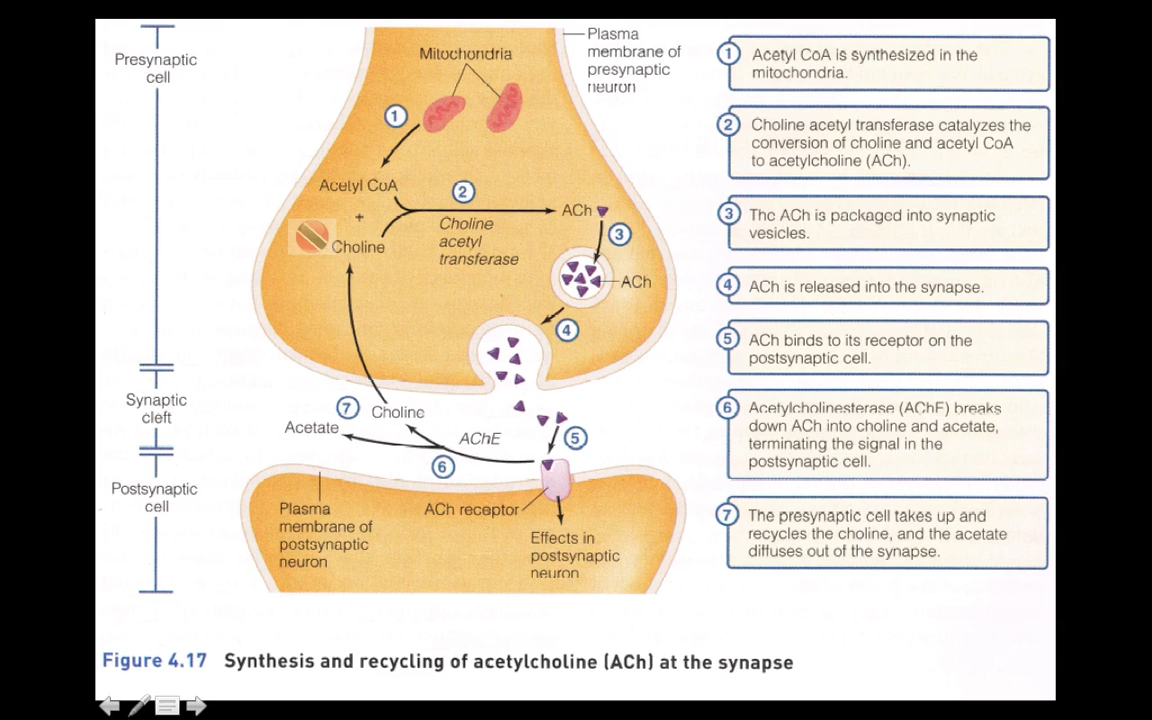 Presynaptic
cell
Synaptic
cleft
Postsynaptic
cell
Mitochondria
Plasma
membrane of
presynaptic
neuron
1
Acetyl CoA
+
Choline
2
Choline
acetyl
transferase
ACh
3
ACh
4
7
Choline
Acetate
AChE
5
6
Plasma
membrane of
postsynaptic
neuron
ACh receptor
Effects in
postsynaptic
neuron
1 Acetyl CoA is synthesized in the
mitochondria.
2 Choline acetyl transferase catalyzes the
conversion of choline and acetyl CoA
to acetylcholine (ACh).
3 The ACh is packaged into synaptic
vesicles.
4 ACh is released into the synapse.
5 ACh binds to its receptor on the
postsynaptic cell.
6 Acetylcholinesterase (AChE) breaks
down ACh into choline and acetate,
terminating the signal in the
postsynaptic cell.
7 The presynaptic cell takes up and
recycles the choline, and the acetate
diffuses out of the synapse.
Figure 4.17 Synthesis and recycling of acetylcholine (ACh) at the synapse